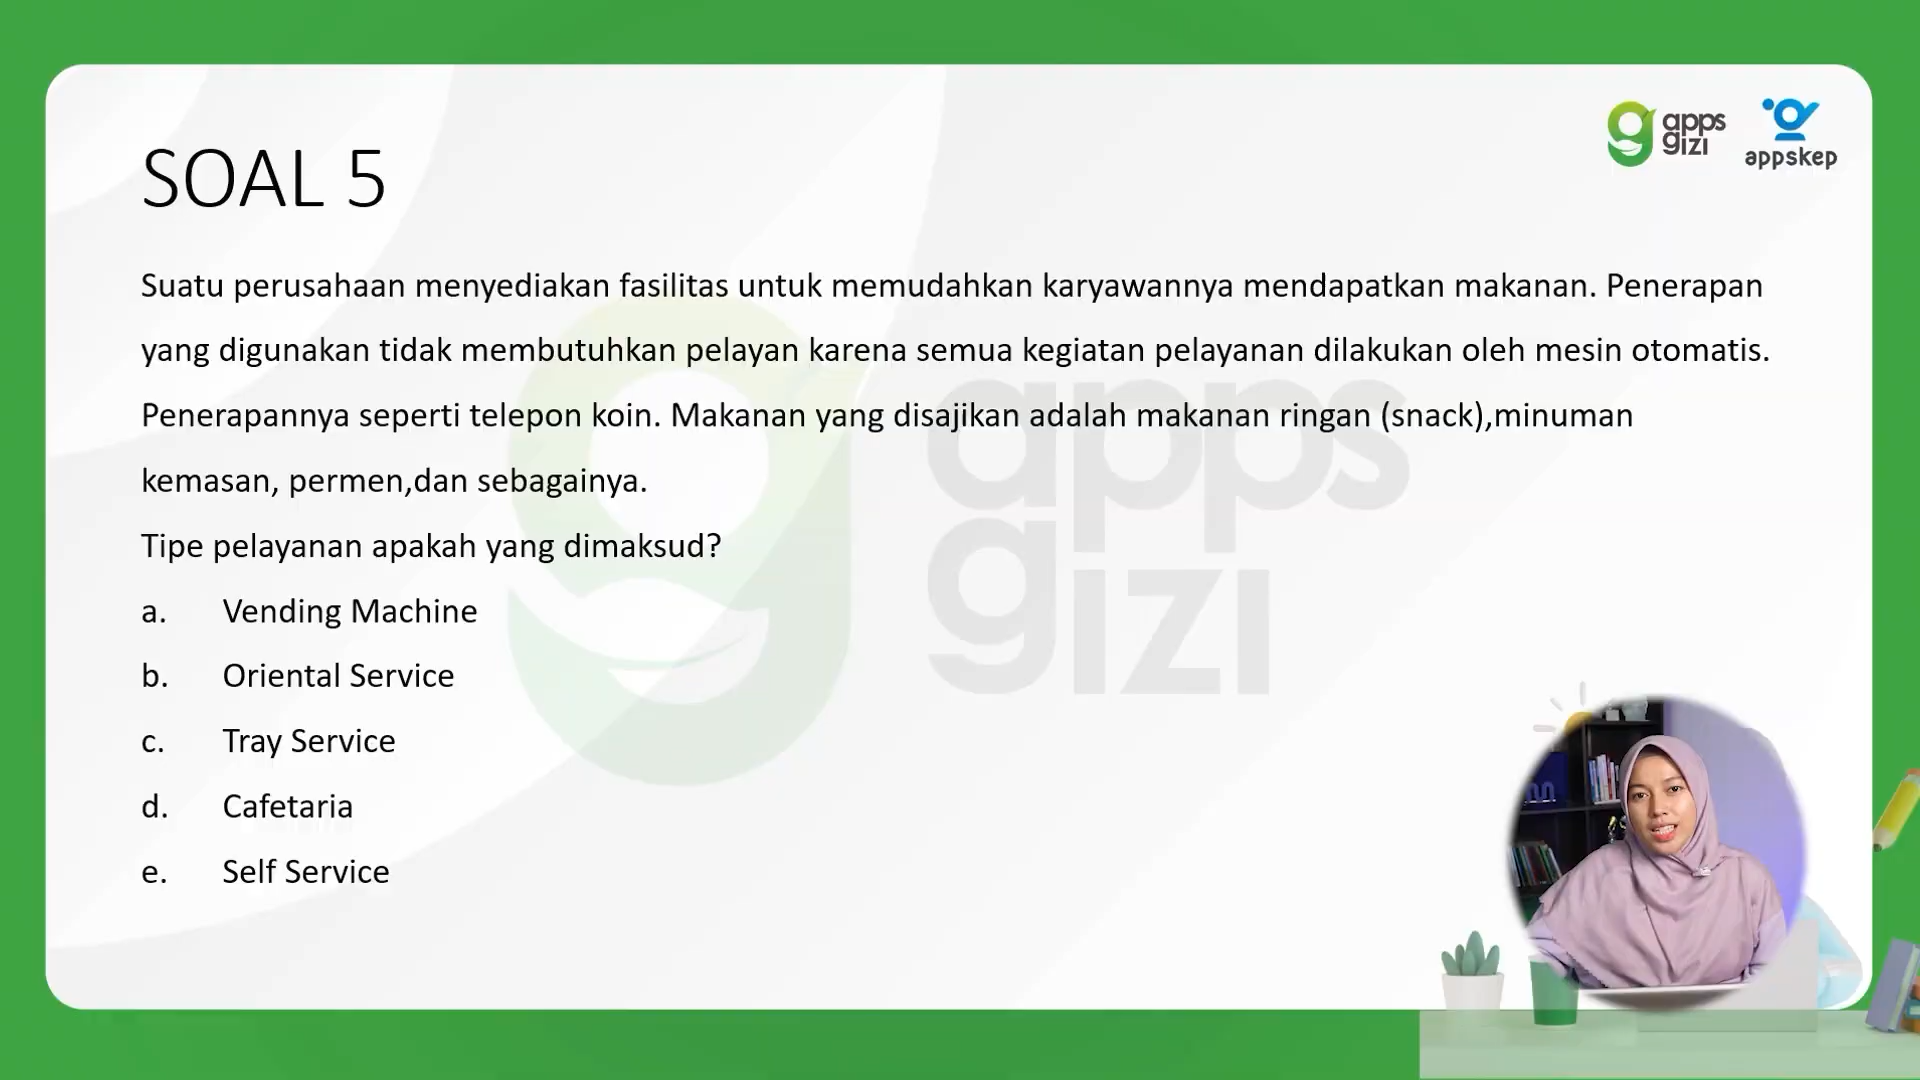 apps
gizi
appskep
SOAL 5
Suatu perusahaan menyediakan fasilitas untuk memudahkan karyawannya mendapatkan makanan. Penerapan
yang digunakan tidak membutuhkan pelayan karena semua kegiatan pelayanan dilakukan oleh mesin otomatis.
Penerapannya seperti telepon koin. Makanan yang disajikan adalah makanan ringan (snack),minuman
kemasan, permen,dan sebagainya.
Tipe pelayanan apakah yang dimaksud?
a. Vending Machine
b. Oriental Service
c. Tray Service
d. Cafetaria
e. Self Service
apps
gizi